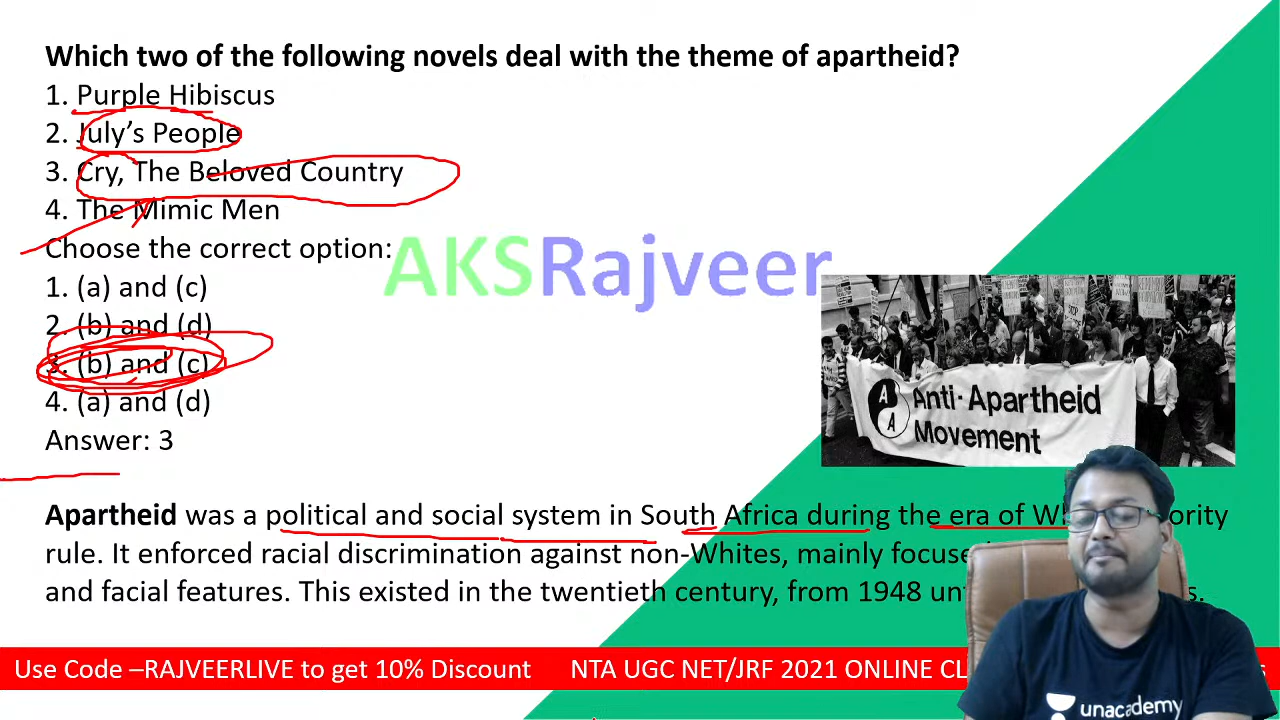 Which two of the following novels deal with the theme of apartheid?
1. Purple Hibiscus
2. July's People
3. Cry, The Beloved Country
4. The Mimic Men
Choose the correct option:
1. (a) and (c)
2. (b) and (d)
3. (b) and (c)
4. (a) and (d)
Answer: 3
AKSRajveer
A
A
Anti-Apartheid
Movement
Apartheid was a political and social system in South Africa during the era of
rule. It enforced racial discrimination against non-Whites, mainly
and facial features. This existed in the twentieth century, from 1948
Use Code –RAJVEERLIVE to get 10% Discount NTA UGC NET/JRF 2021 ONLINE
unacademy